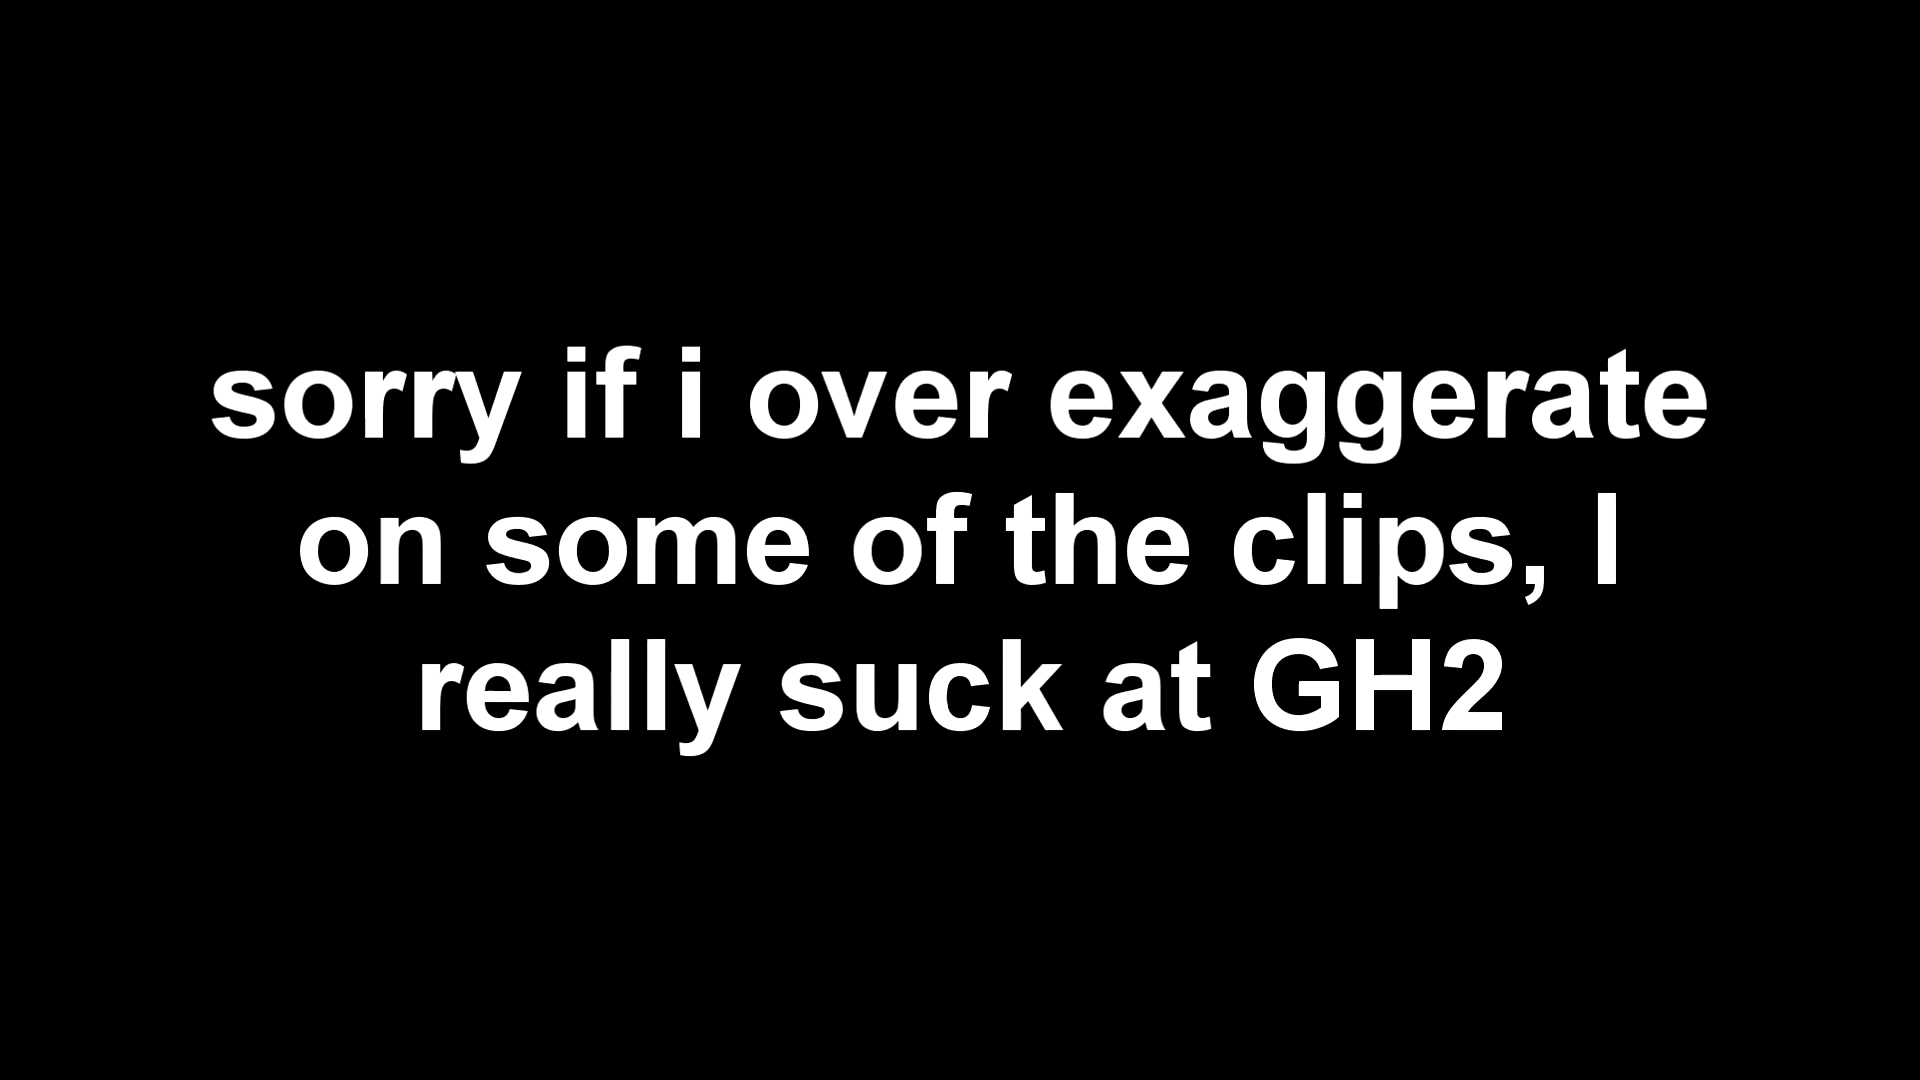 sorry if i over exaggerate
on some of the clips, I
really suck at GH2